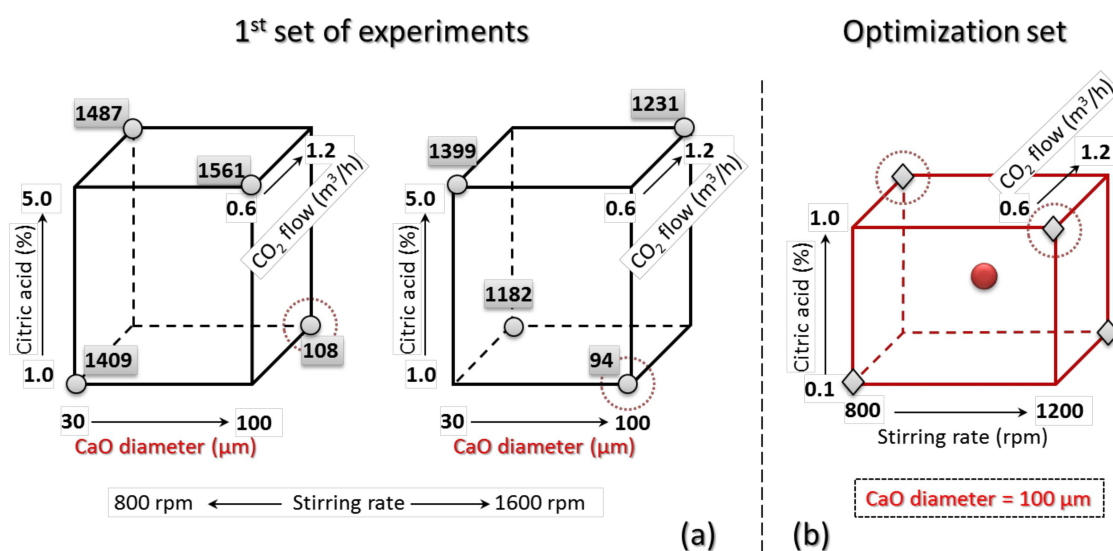 1st set of experiments
Optimization set
1487
1561
1.2
0.6
CO2 flow (m3/h)
5.0
Citric acid (%)
1.0
1409
108
30
100
CaO diameter (µm)
1231
1399
1.2
0.6
CO2 flow (m3/h)
5.0
Citric acid (%)
1.0
1182
94
30
100
CaO diameter (µm)
800 rpm
Stirring rate
1600 rpm
(a)
CO2 flow (m3/h)
1.2
0.6
1.0
Citric acid (%)
0.1
800
1200
Stirring rate (rpm)
CaO diameter = 100 µm
(b)